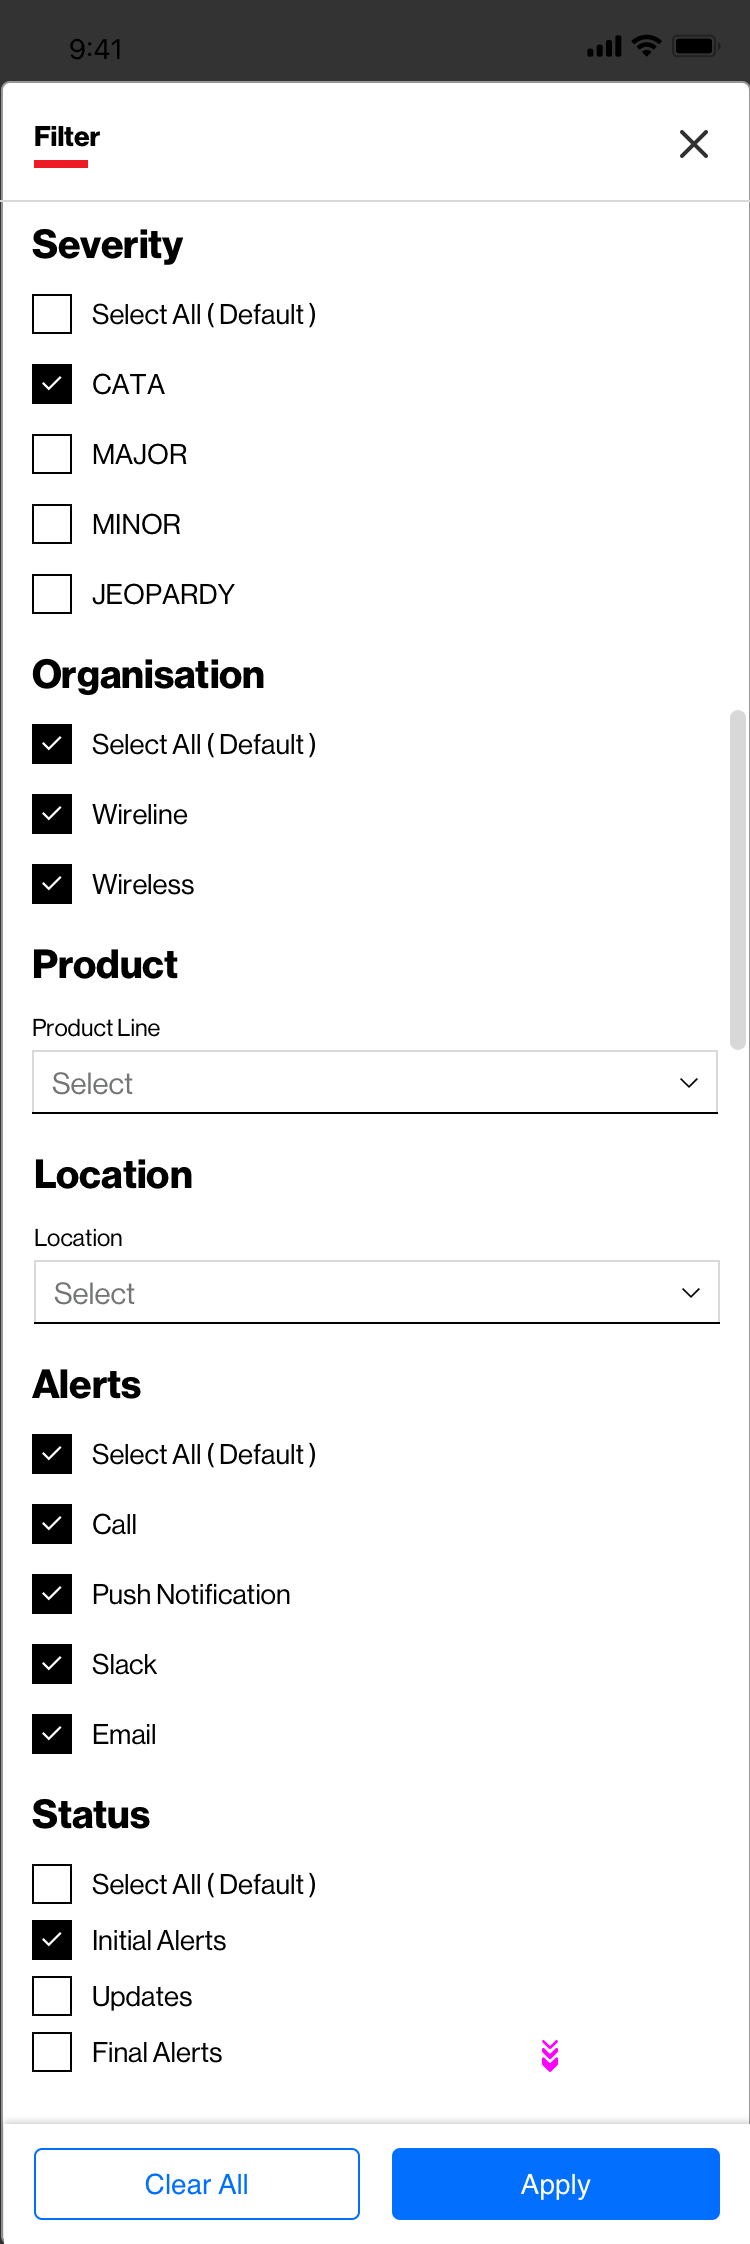 9:41
Filter
Severity
Select All ( Default )
CATA
MAJOR
MINOR
JEOPARDY
Organisation
Select All ( Default )
Wireline
Wireless
Product
Product Line
Select
Location
Location
Select
Alerts
Select All ( Default )
Call
Push Notification
Slack
Email
Status
Select All ( Default )
Initial Alerts
Updates
Final Alerts
Clear All
Apply